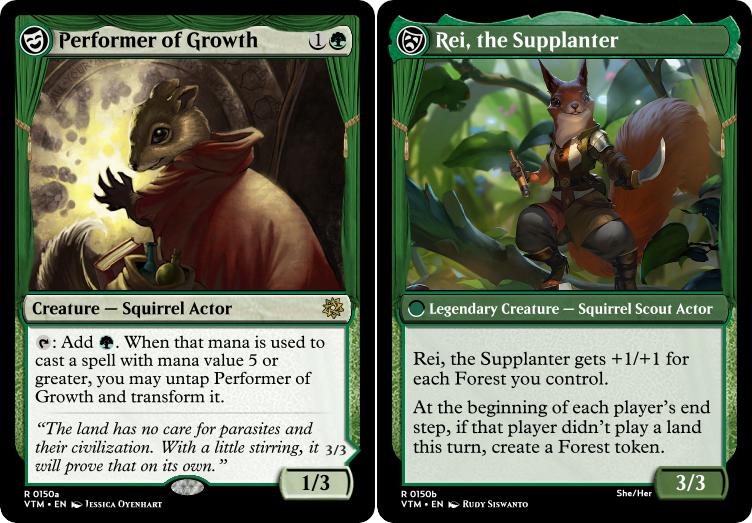 Performer of Growth 1
Creature — Squirrel Actor
: Add . When that mana is used to
cast a spell with mana value 5 or
greater, you may untap Performer of
Growth and transform it.
“The land has no care for parasites and
their civilization. With a little stirring, it
will prove that on its own.”
3/3
1/3
R 0150a
VTM • EN Jessica Oyenhart
Rei, the Supplanter
Legendary Creature — Squirrel Scout Actor
Rei, the Supplanter gets +1/+1 for
each Forest you control.
At the beginning of each player’s end
step, if that player didn’t play a land
this turn, create a Forest token.
3/3
R 0150b
She/Her
VTM • EN Rudy Siswanto